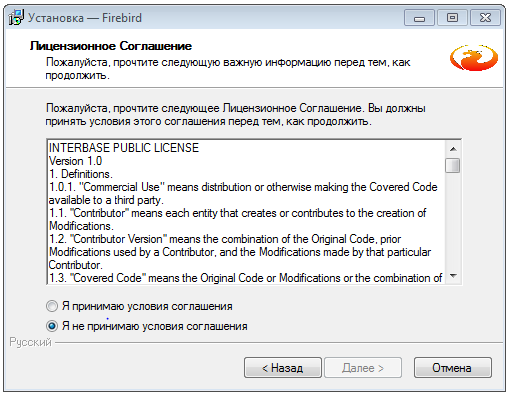 Установка — Firebird
Лицензионное Соглашение
Пожалуйста, прочтите следующую важную информацию перед тем, как
продолжить.
Пожалуйста, прочтите следующее Лицензионное Соглашение. Вы должны
принять условия этого соглашения перед тем, как продолжить.
INTERBASE PUBLIC LICENSE
Version 1.0
1. Definitions.
1.0.1. "Commercial Use" means distribution or otherwise making the Covered Code
available to a third party.
1.1. "Contributor" means each entity that creates or contributes to the creation of
Modifications.
1.2. "Contributor Version" means the combination of the Original Code, prior
Modifications used by a Contributor, and the Modifications made by that particular
Contributor.
1.3. "Covered Code" means the Original Code or Modifications or the combination of
Я принимаю условия соглашения
Я не принимаю условия соглашения
Русский
< Назад
Далее >
Отмена